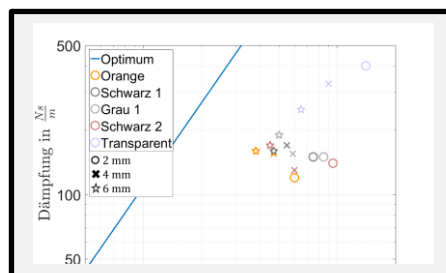 500
Optimum
Orange
Schwarz 1
Grau 1
Schwarz 2
Transparent
2 mm
4 mm
6 mm
Dämpfung in Ns/m
100
50